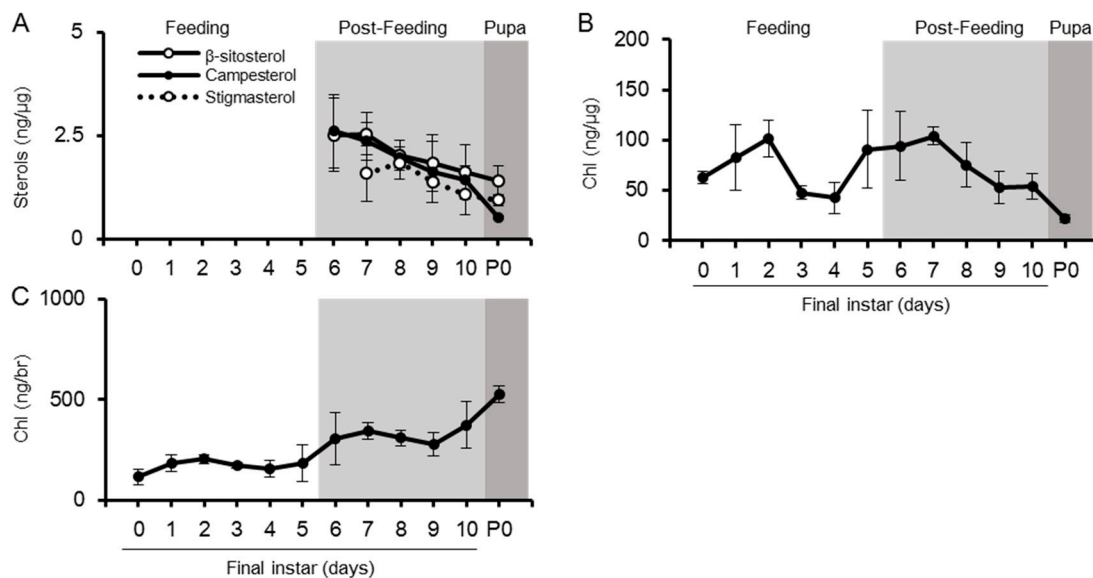 A
Feeding
Post-Feeding
Pupa
5
2.5
0
Sterols (ng/μg)
β-sitosterol
Campesterol
Stigmasterol
0 1 2 3 4 5 6 7 8 9 10 P0
B
Feeding
Post-Feeding
Pupa
200
150
100
50
0
Chl (ng/μg)
0 1 2 3 4 5 6 7 8 9 10 P0
Final instar (days)
C
1000
500
0
Chl (ng/br)
0 1 2 3 4 5 6 7 8 9 10 P0
Final instar (days)